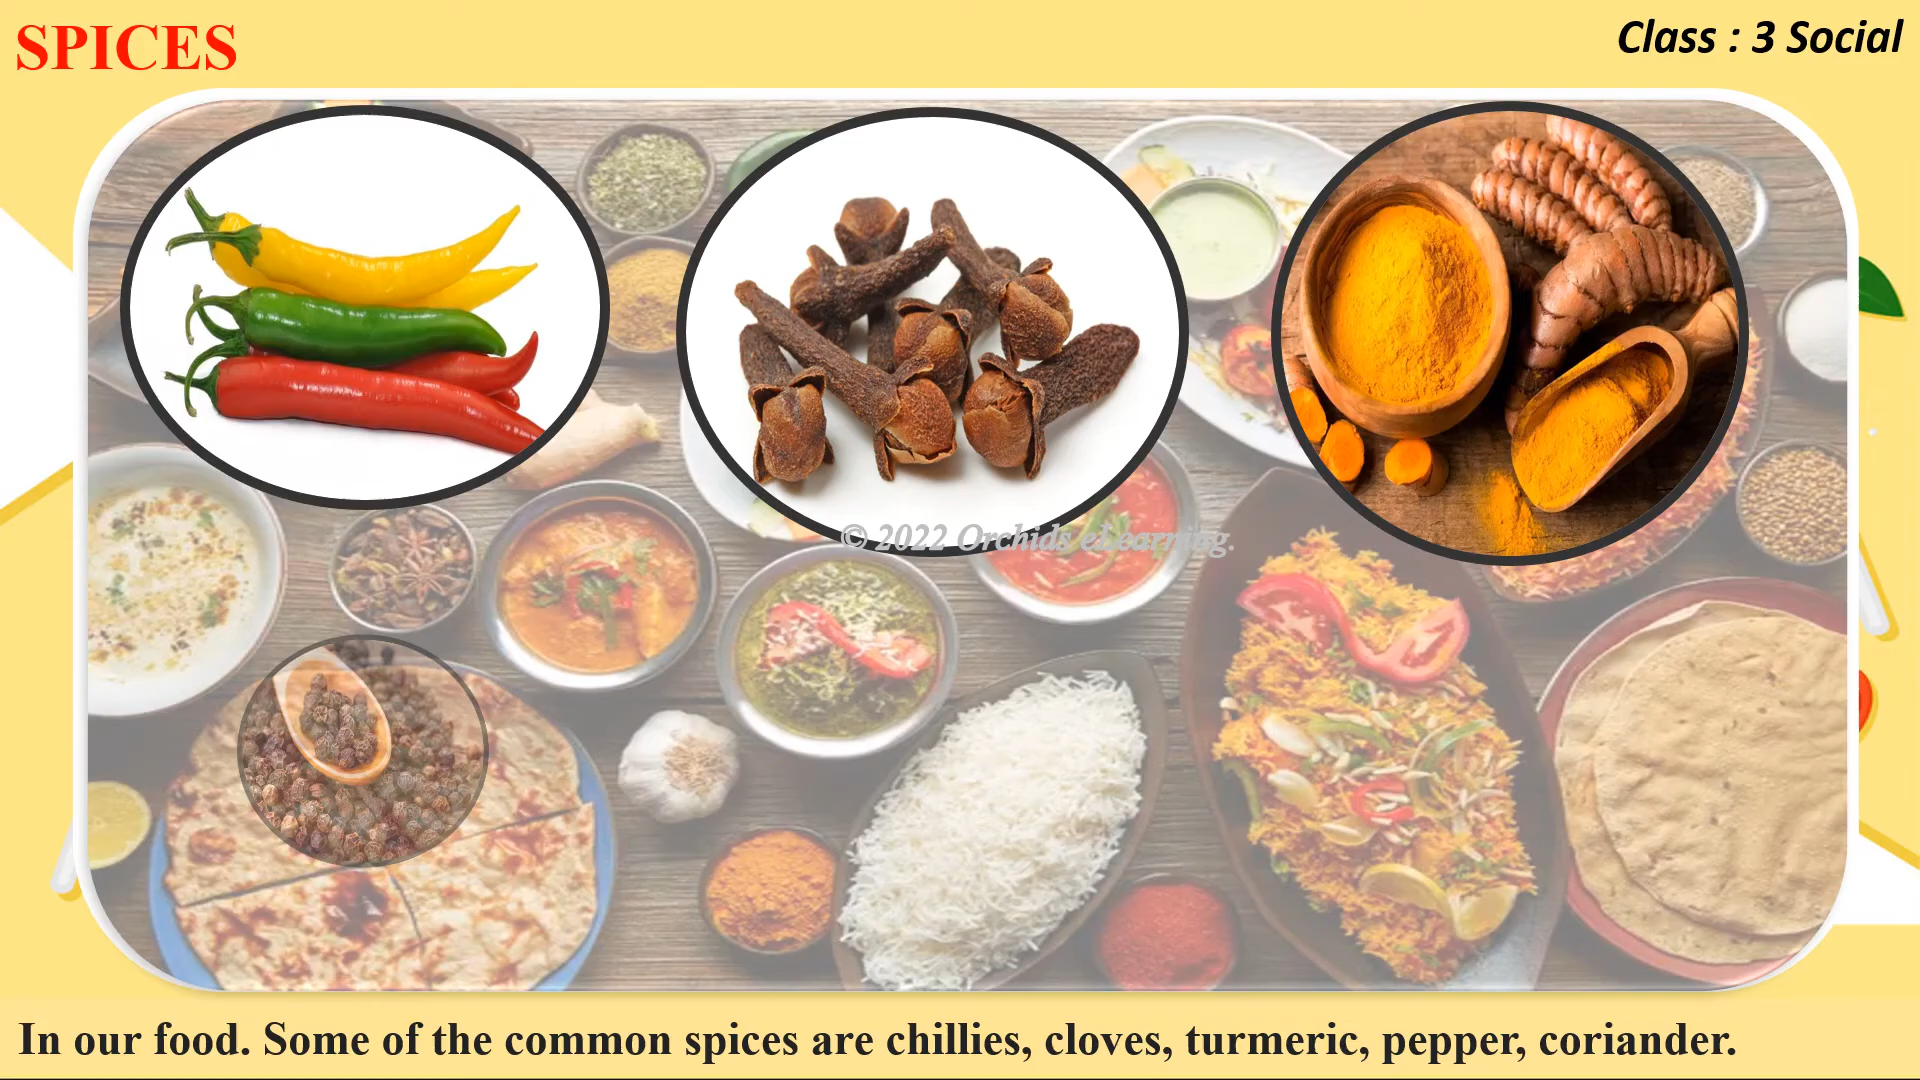 SPICES
Class : 3 Social
© 2022 Orchids eLearning.
In our food. Some of the common spices are chillies, cloves, turmeric, pepper, coriander.